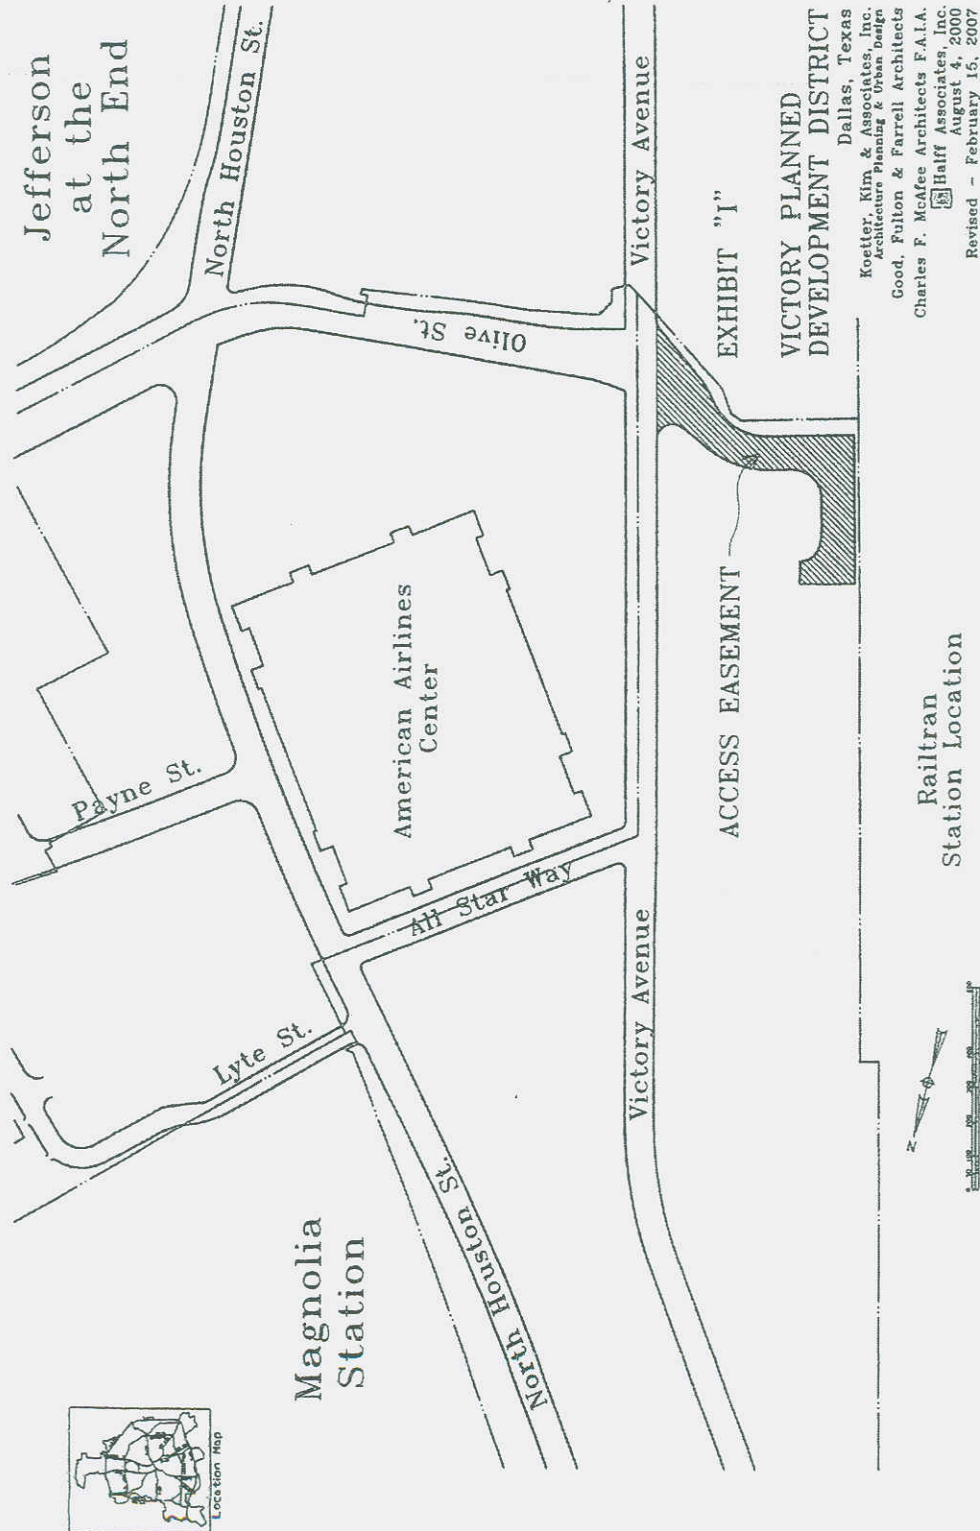 Jefferson
at the
North End
North Houston St.
Payne St.
Olive St.
American Airlines
Center
All Star Way
Lyte St.
Magnolia
Station
North Houston St.
Victory Avenue
Victory Avenue
ACCESS EASEMENT
EXHIBIT "I"
VICTORY PLANNED
DEVELOPMENT DISTRICT
Dallas, Texas
Koetter, Kim & Associates, Inc.
Architecture Planning & Urban Design
Good, Fulton & Farrell Architects
Charles F. McAfee Architects F.A.I.A.
Halff Associates, Inc.
August 4, 2000
Revised - February 15, 2007
Railtran
Station Location
N
Location Map